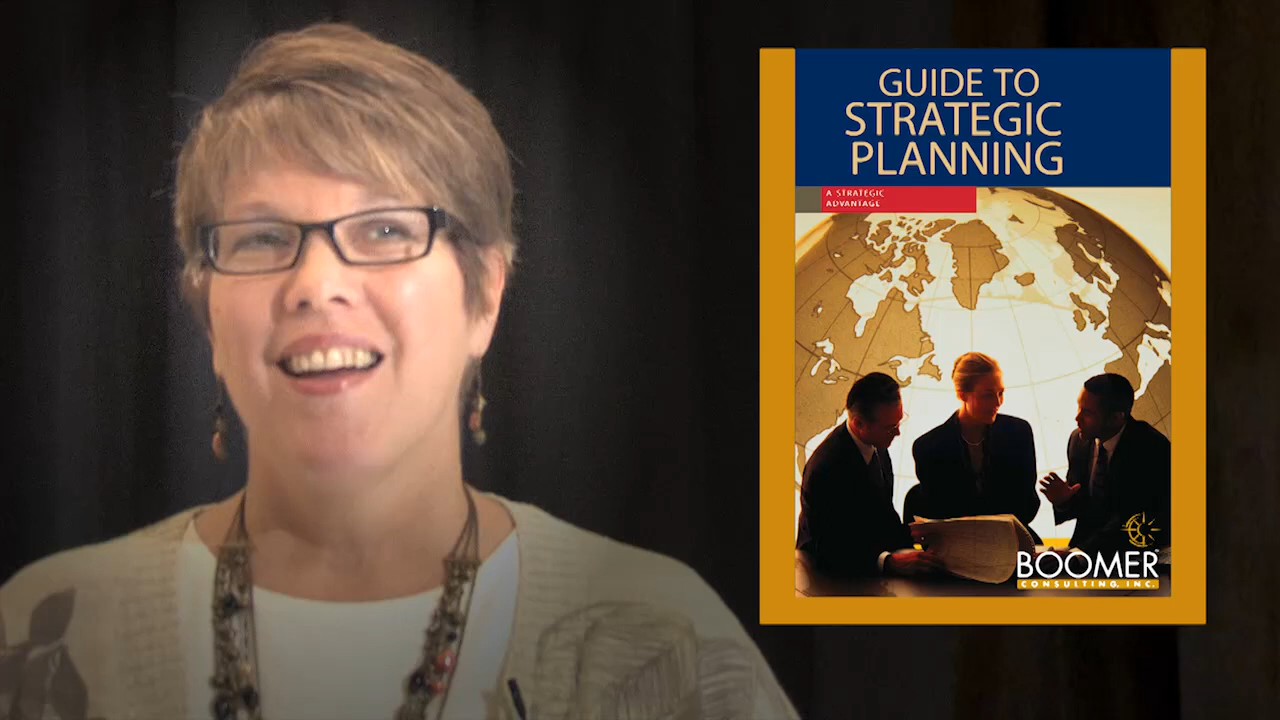 GUIDE TO
STRATEGIC
PLANNING
A STRATEGIC
ADVANTAGE
BOOMER
CONSULTING, INC.